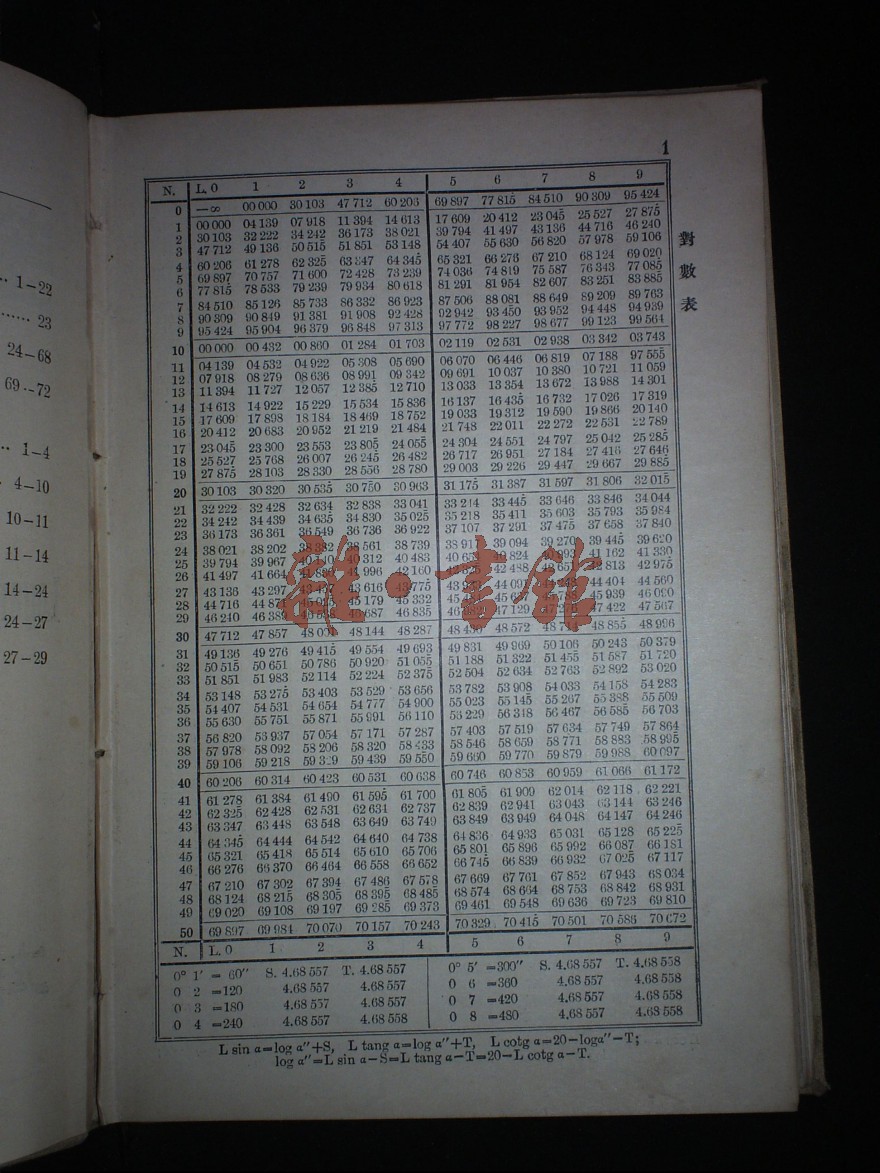 1–22
23
24–68
69–72
1–4
4–10
10–11
11–14
14–24
24–27
27–29
1
對數表
N. L. 0 1 2 3 4 5 6 7 8 9
0 —∞ 00 000 30 103 47 712 60 206 69 897 77 815 84 510 90 309 95 424
1 00 000 04 139 07 918 11 394 14 613 17 609 20 412 23 045 25 527 27 875
2 30 103 32 222 34 242 36 173 38 021 39 794 41 497 43 136 44 716 46 240
3 47 712 49 136 50 515 51 851 53 148 54 407 55 630 56 820 57 978 59 106
4 60 206 61 278 62 325 63 347 64 345 65 321 66 276 67 210 68 124 69 020
5 69 897 70 757 71 600 72 428 73 239 74 036 74 819 75 587 76 343 77 085
6 77 815 78 533 79 239 79 934 80 618 81 291 81 954 82 607 83 251 83 885
7 84 510 85 126 85 733 86 332 86 923 87 506 88 081 88 649 89 209 89 763
8 90 309 90 849 91 381 91 908 92 428 92 942 93 450 93 952 94 448 94 939
9 95 424 95 904 96 379 96 848 97 313 97 772 98 227 98 677 99 123 99 564
10 00 000 00 432 00 860 01 284 01 703 02 119 02 531 02 938 03 342 03 743
11 04 139 04 532 04 922 05 308 05 690 06 070 06 446 06 819 07 188 97 555
12 07 918 08 279 08 636 08 991 09 342 09 691 10 037 10 380 10 721 11 059
13 11 394 11 727 12 057 12 385 12 710 13 033 13 354 13 672 13 988 14 301
14 14 613 14 922 15 229 15 534 15 836 16 137 16 435 16 732 17 026 17 319
15 17 609 17 898 18 184 18 469 18 752 19 033 19 312 19 590 19 866 20 140
16 20 412 20 683 20 952 21 219 21 484 21 748 22 011 22 272 22 531 22 789
17 23 045 23 300 23 553 23 805 24 055 24 304 24 551 24 797 25 042 25 285
18 25 527 25 768 26 007 26 245 26 482 26 717 26 951 27 184 27 416 27 646
19 27 875 28 103 28 330 28 556 28 780 29 003 29 226 29 447 29 667 29 885
20 30 103 30 320 30 535 30 750 30 963 31 175 31 387 31 597 31 806 32 015
21 32 222 32 428 32 634 32 838 33 041 33 244 33 445 33 646 33 846 34 044
22 34 242 34 439 34 635 34 830 35 025 35 218 35 411 35 603 35 793 35 984
23 36 173 36 361 36 549 36 736 36 922 37 107 37 291 37 475 37 658 37 840
24 38 021 38 202 38 382 38 561 38 739 38 917 39 094 39 270 39 445 39 620
25 39 794 39 967 40 312 40 483 41 162 41 330
26 41 497 41 664 41 996 42 160 42 488 42 813 42 975
27 43 136 43 297 43 616 43 775 44 404 44 560
28 44 716 44 871 45 179 45 332 45 939 46 090
29 46 240 46 389 46 687 46 835 47 129 47 422 47 567
30 47 712 47 857 48 001 48 144 48 287 48 572 48 855 48 996
31 49 136 49 276 49 415 49 554 49 693 49 831 49 969 50 106 50 243 50 379
32 50 515 50 651 50 786 50 920 51 055 51 188 51 322 51 455 51 587 51 720
33 51 851 51 983 52 114 52 224 52 375 52 504 52 634 52 763 52 892 53 020
34 53 148 53 275 53 403 53 529 53 656 53 782 53 908 54 033 54 158 54 283
35 54 407 54 531 54 654 54 777 54 900 55 023 55 145 55 267 55 388 55 509
36 55 630 55 751 55 871 55 991 56 110 56 229 56 348 56 467 56 585 56 703
37 56 820 53 937 57 054 57 171 57 287 57 403 57 519 57 634 57 749 57 864
38 57 978 58 092 58 206 58 320 58 433 58 546 58 659 58 771 58 883 58 995
39 59 106 59 218 59 329 59 439 59 550 59 660 59 770 59 879 59 988 60 097
40 60 206 60 314 60 423 60 531 60 638 60 746 60 853 60 959 61 066 61 172
41 61 278 61 384 61 490 61 595 61 700 61 805 61 909 62 014 62 118 62 221
42 62 325 62 428 62 531 62 634 62 737 62 839 62 941 63 043 63 144 63 246
43 63 347 63 448 63 548 63 649 63 749 63 849 63 949 64 048 64 147 64 246
44 64 345 64 444 64 542 64 640 64 738 64 836 64 933 65 031 65 128 65 225
45 65 321 65 418 65 514 65 610 65 706 65 801 65 896 65 992 66 087 66 181
46 66 276 66 370 66 464 66 558 66 652 66 745 66 839 66 932 67 025 67 117
47 67 210 67 302 67 394 67 486 67 578 67 669 67 761 67 852 67 943 68 034
48 68 124 68 215 68 305 68 395 68 485 68 574 68 664 68 753 68 842 68 931
49 69 020 69 108 69 197 69 285 69 373 69 461 69 548 69 636 69 723 69 810
50 69 897 69 984 70 070 70 157 70 243 70 329 70 415 70 501 70 586 70 672
N. L. 0 1 2 3 4 5 6 7 8 9
0° 1′ = 60″ S. 4.68 557 T. 4.68 557 0° 5′ =300″ S. 4.68 557 T. 4.68 558
0 2 =120 4.68 557 4.68 557 0 6 =360 4.68 557 4.68 558
0 3 =180 4.68 557 4.68 557 0 7 =420 4.68 557 4.68 558
0 4 =240 4.68 557 4.68 558 0 8 =480 4.68 557 4.68 558
L sin α=log α″+S, L tang α=log α″+T, L cotg α=20−logα″−T;
log α″=L sin α−S=L tang α−T=20−L cotg α−T.
书馆